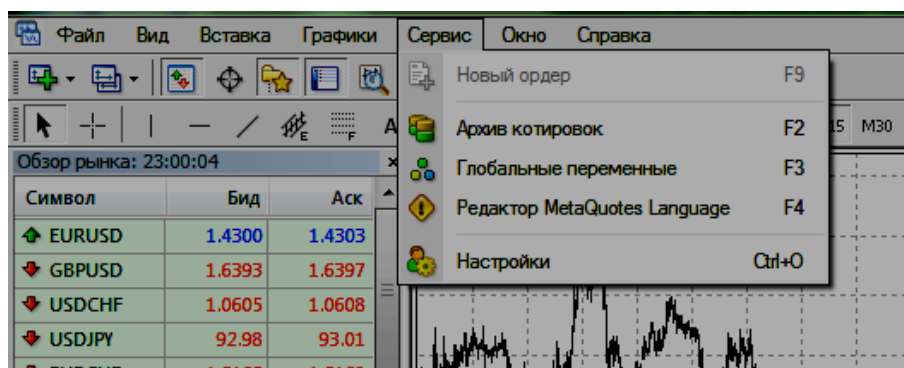 Файл Вид Вставка Графики Сервис Окно Справка
Новый ордер F9
Архив котировок F2
Глобальные переменные F3
Редактор MetaQuotes Language F4
Настройки Ctrl+O
E F A
15 M30
Обзор рынка: 23:00:04
Символ Бид Аск
EURUSD 1.4300 1.4303
GBPUSD 1.6393 1.6397
USDCHF 1.0605 1.0608
USDJPY 92.98 93.01